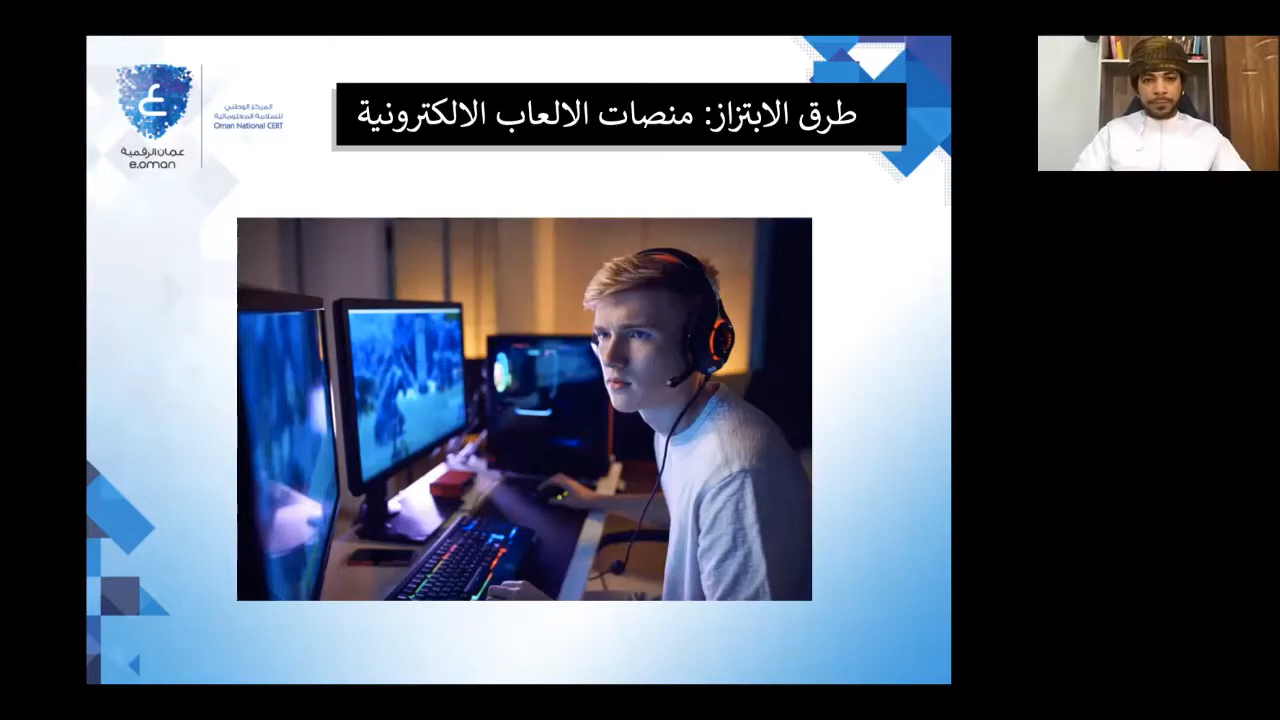 طرق الابتزاز: منصات الالعاب الالكترونية
المركز الوطني
للسلامة المعلوماتية
Oman National CERT
ع
عمان الرقمية
e.oman